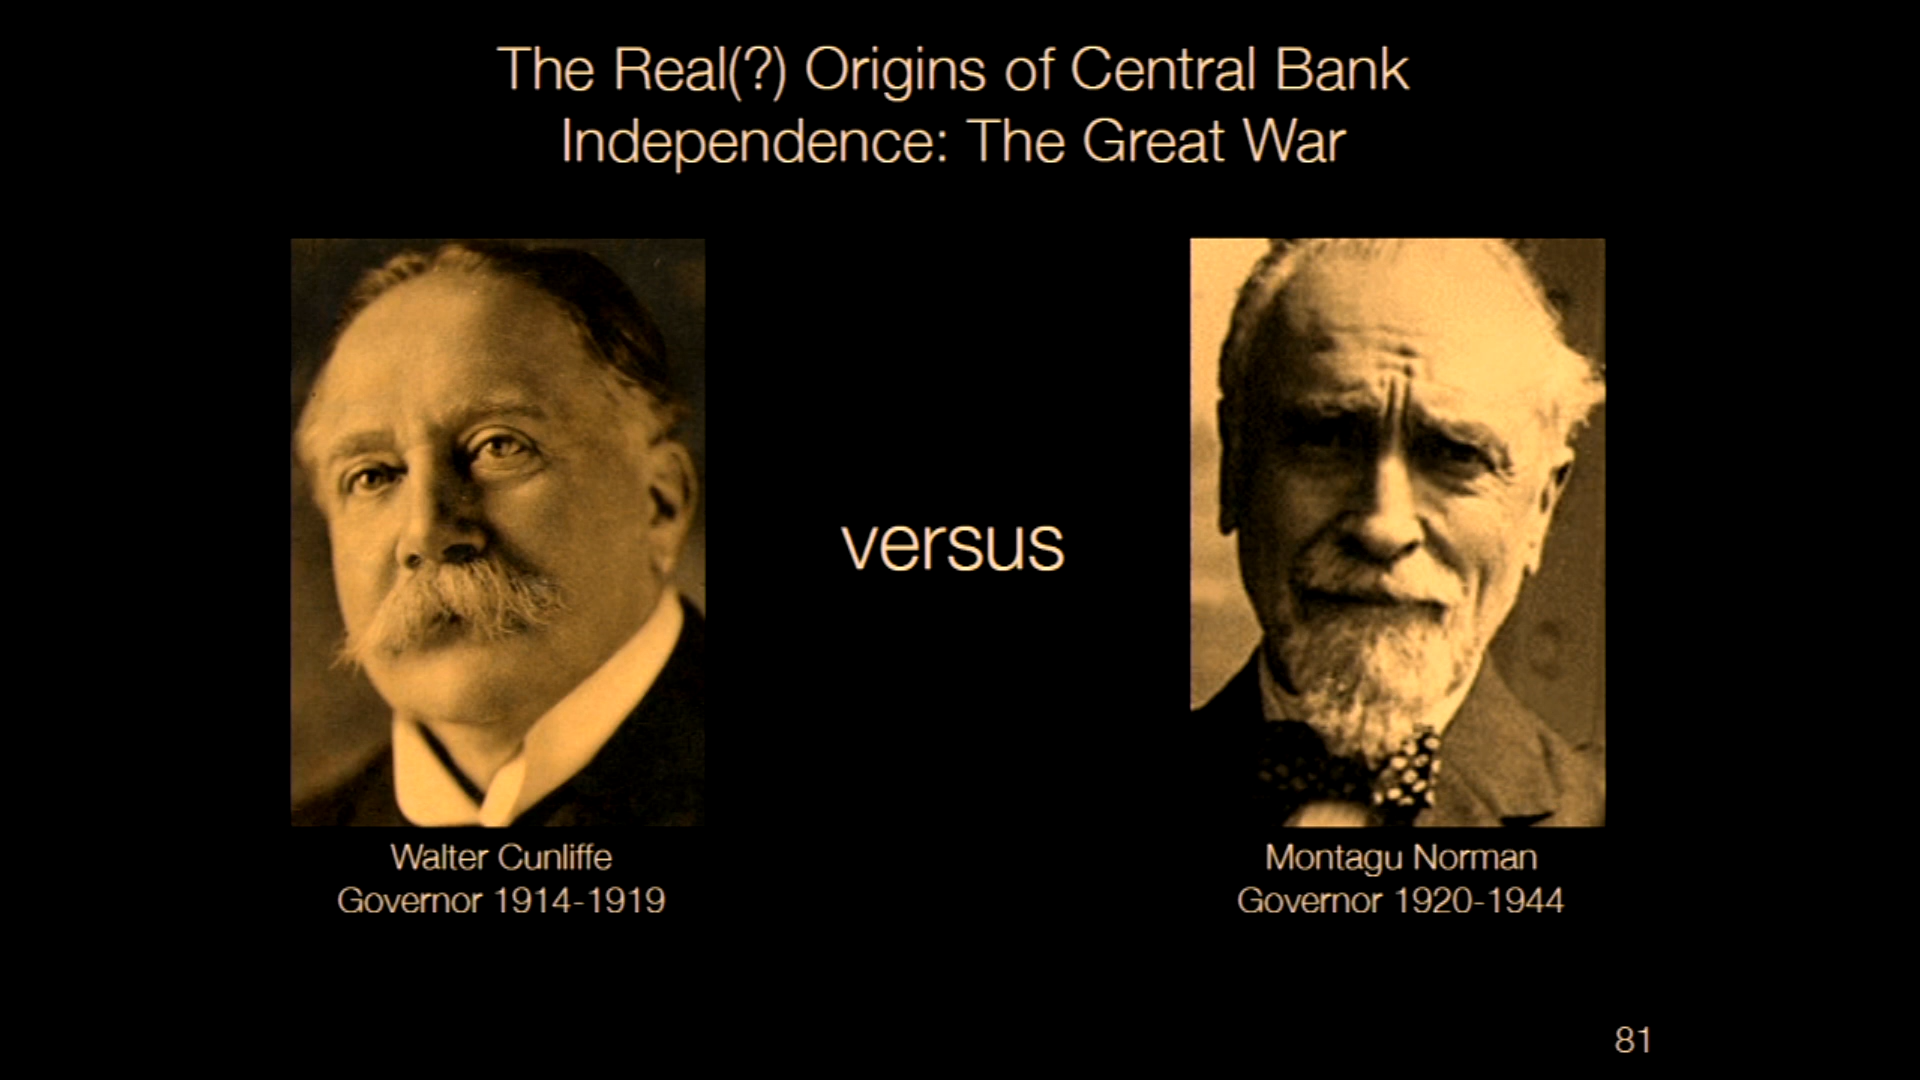 The Real(?) Origins of Central Bank
Independence: The Great War
versus
Walter Cunliffe
Governor 1914-1919
Montagu Norman
Governor 1920-1944
81